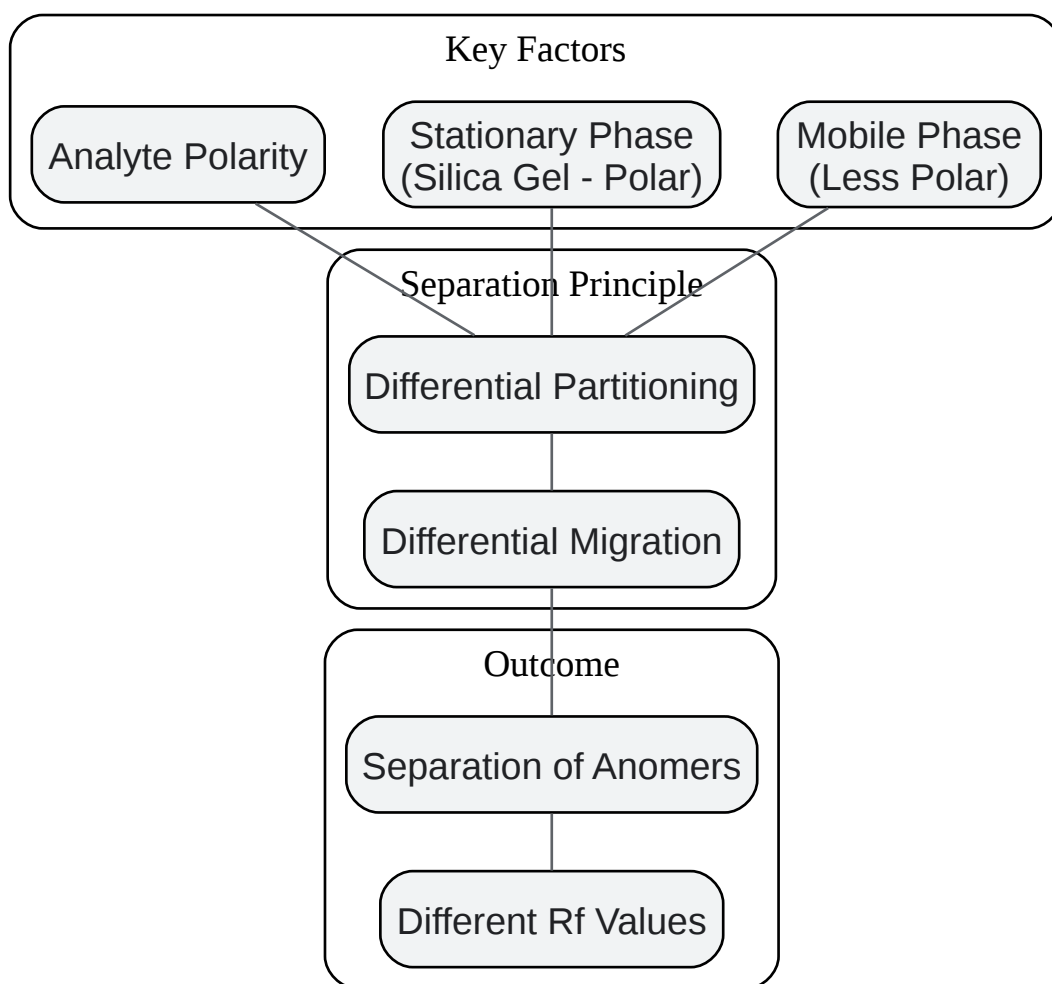 Key Factors
Analyte Polarity
Stationary Phase
(Silica Gel - Polar)
Mobile Phase
(Less Polar)
Separation Principle
Differential Partitioning
Differential Migration
Outcome
Separation of Anomers
Different Rf Values